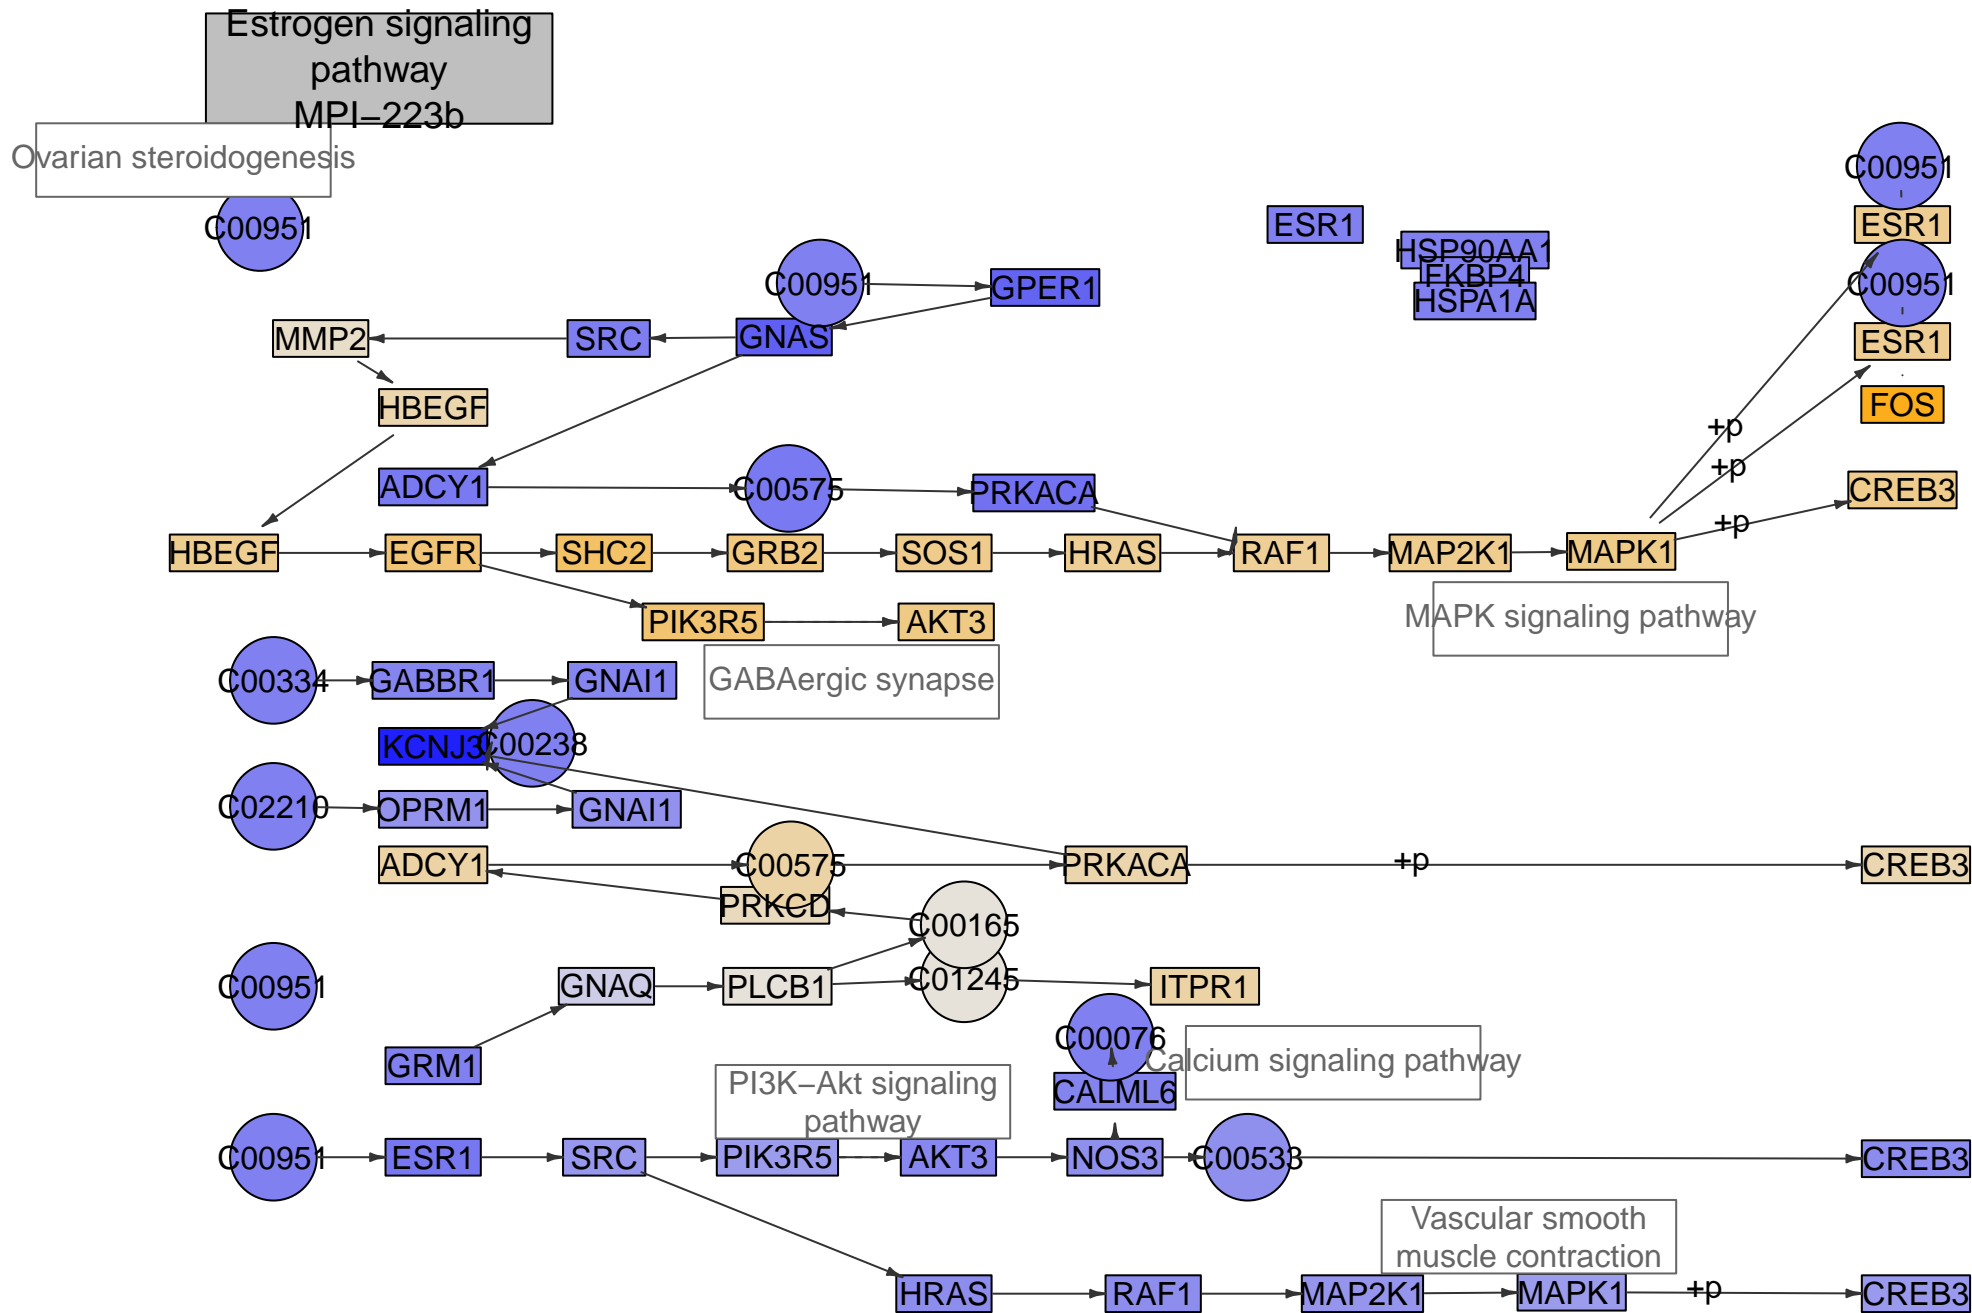 Estrogen signaling
pathway
MPI−223b
Ovarian steroidogenesis
C00951
C00951
ESR1
C00951
ESR1
HSP90AA1
FKBP4
HSPA1A
C00951
GPER1
C00951
MMP2
SRC
GNAS
ESR1
HBEGF
FOS
+p
+p
ADCY1
C00575
PRKACA
CREB3
+p
HBEGF
EGFR
SHC2
GRB2
SOS1
HRAS
RAF1
MAP2K1
MAPK1
PIK3R5
AKT3
MAPK signaling pathway
C00334
GABBR1
GNAI1
GABAergic synapse
KCNJ3
C00238
C02210
OPRM1
GNAI1
ADCY1
C00575
PRKACA
+p
CREB3
PRKCD
C00165
C00951
GNAQ
PLCB1
C01245
ITPR1
C00076
Calcium signaling pathway
GRM1
PI3K−Akt signaling
pathway
CALML6
C00951
ESR1
SRC
PIK3R5
AKT3
NOS3
C00533
CREB3
Vascular smooth
muscle contraction
HRAS
RAF1
MAP2K1
MAPK1
+p
CREB3